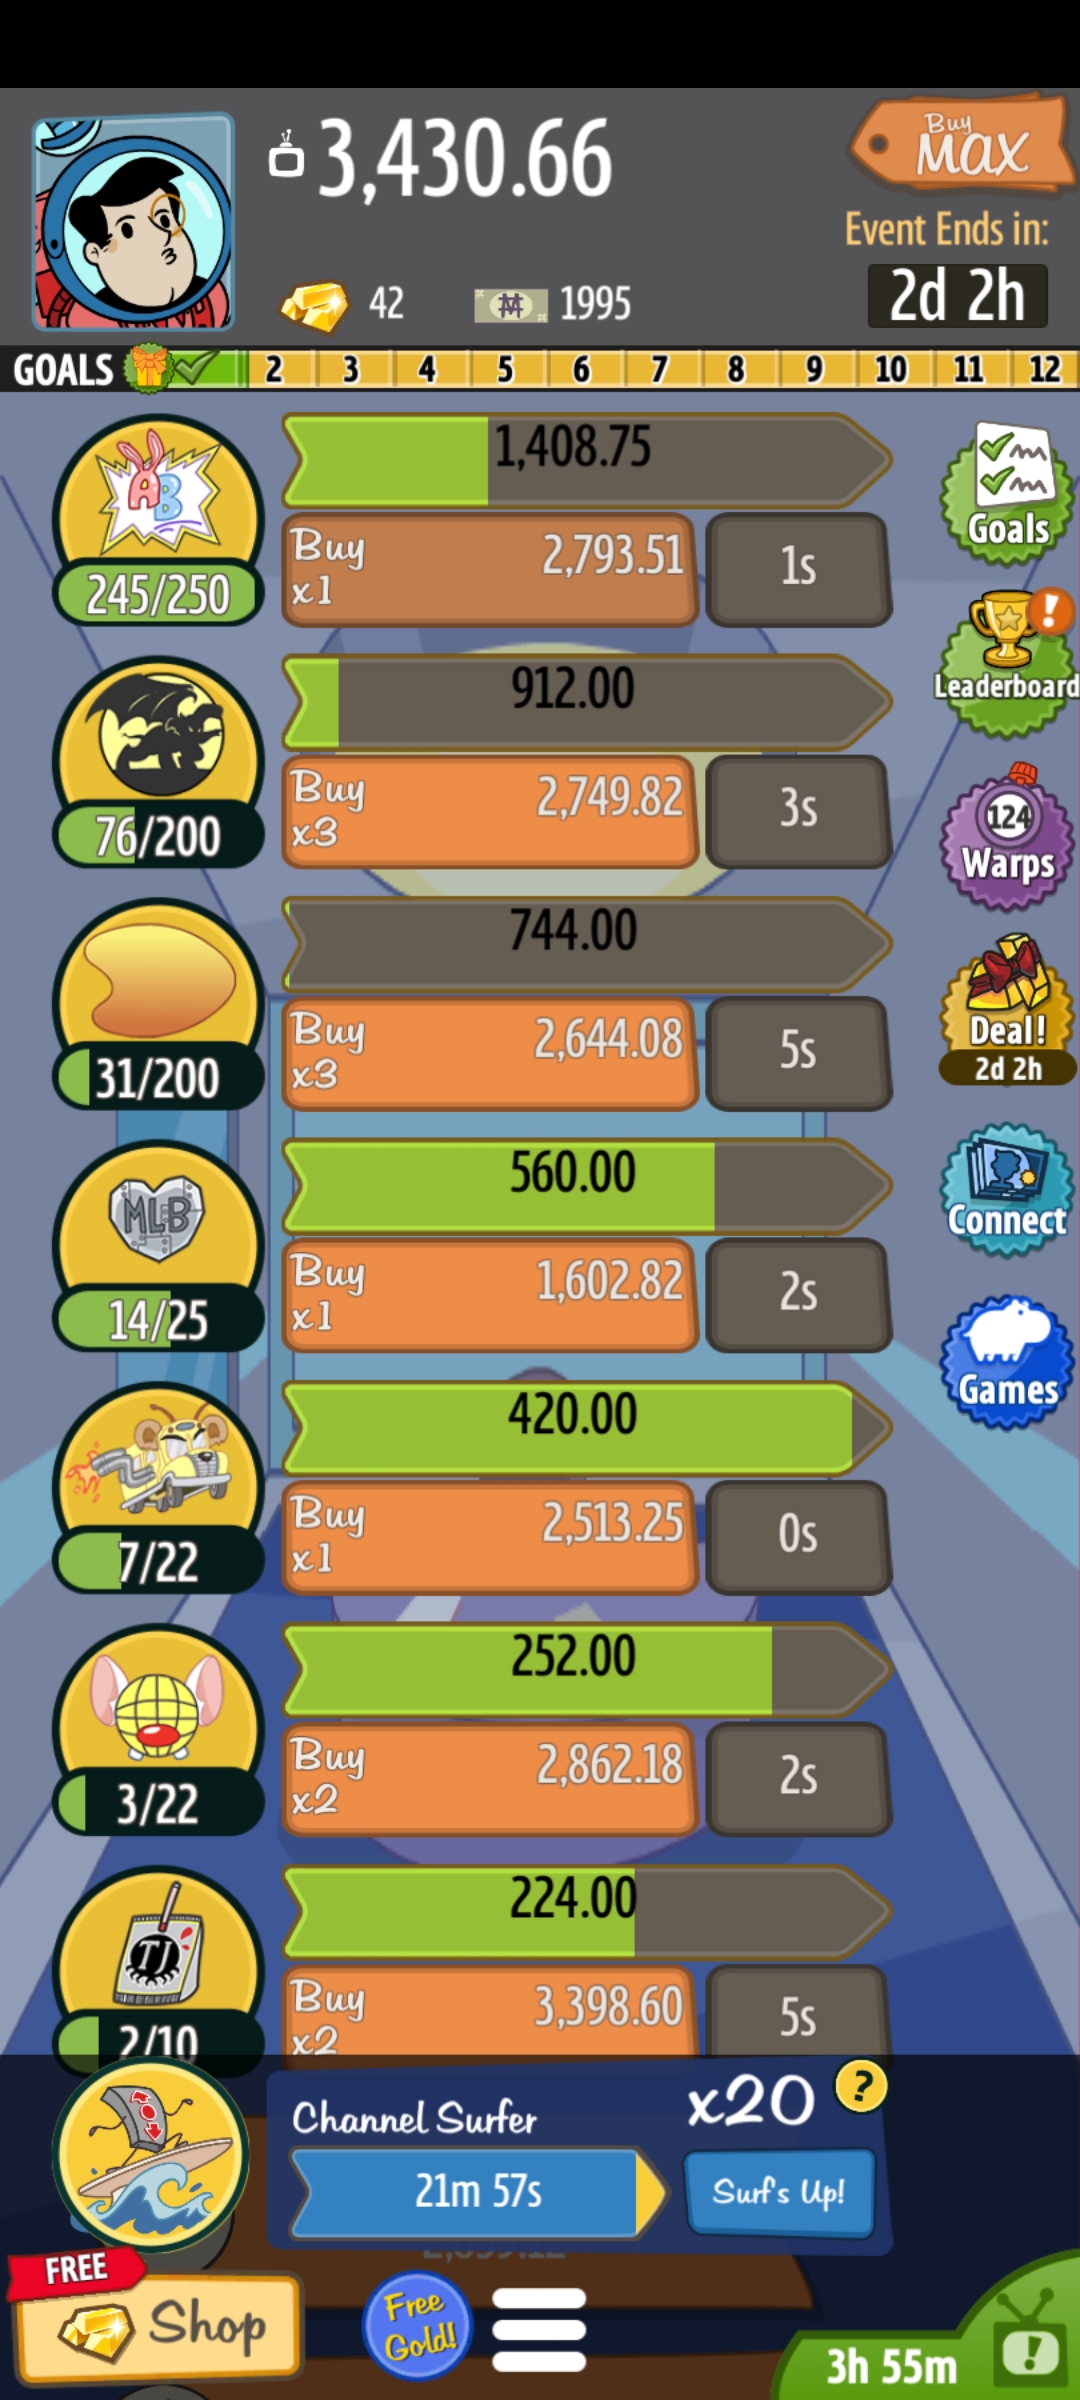 3,430.66
Buy
MAX
Event Ends in:
42
1995
2d 2h
GOALS 2 3 4 5 6 7 8 9 10 11 12
AB
1,408.75
245/250
Buy
x1
2,793.51
1s
Goals
912.00
76/200
Buy
x3
2,749.82
3s
Leaderboard
!
744.00
31/200
Buy
x3
2,644.08
5s
124
Warps
Deal!
2d 2h
MLB
560.00
14/25
Buy
x1
1,602.82
2s
Connect
420.00
7/22
Buy
x1
2,513.25
0s
Games
252.00
3/22
Buy
x2
2,862.18
2s
TJ
224.00
2/10
Buy
x2
3,398.60
5s
Channel Surfer
x20
?
21m 57s
Surf's Up!
FREE
Shop
Free
Gold!
3h 55m
!